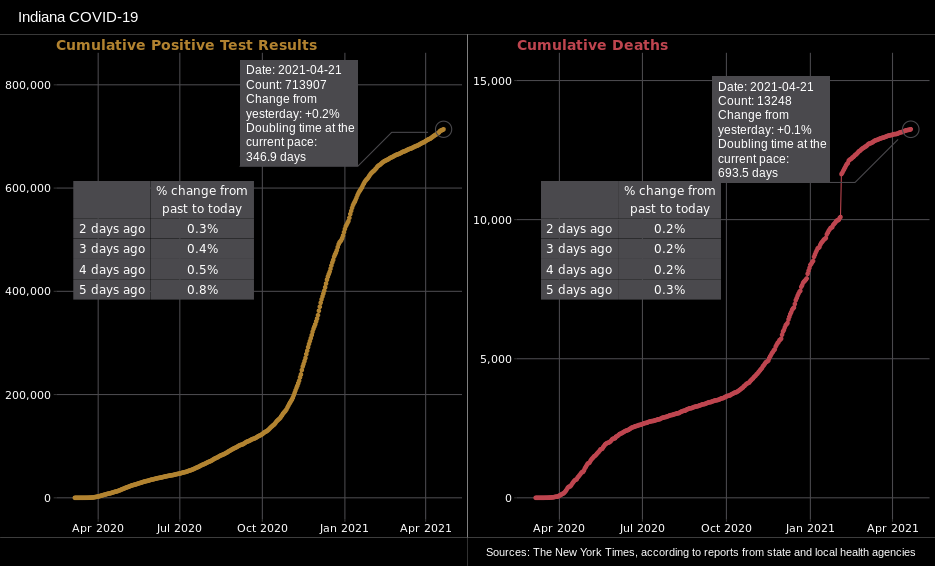 Indiana COVID-19
Cumulative Positive Test Results
800,000
600,000
400,000
200,000
0
Date: 2021-04-21
Count: 713907
Change from
yesterday: +0.2%
Doubling time at the
current pace:
346.9 days
% change from
past to today
2 days ago 0.3%
3 days ago 0.4%
4 days ago 0.5%
5 days ago 0.8%
Apr 2020 Jul 2020 Oct 2020 Jan 2021 Apr 2021
Cumulative Deaths
15,000
10,000
5,000
0
Date: 2021-04-21
Count: 13248
Change from
yesterday: +0.1%
Doubling time at the
current pace:
693.5 days
% change from
past to today
2 days ago 0.2%
3 days ago 0.2%
4 days ago 0.2%
5 days ago 0.3%
Apr 2020 Jul 2020 Oct 2020 Jan 2021 Apr 2021
Sources: The New York Times, according to reports from state and local health agencies